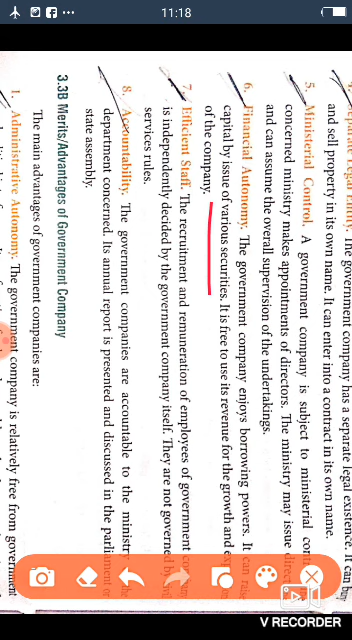 11:18
4. Separate Legal Entity. The government company has a separate legal existence. It can buy
and sell property in its own name. It can enter into a contract in its own name.
5. Ministerial Control. A government company is subject to ministerial
concerned ministry makes appointments of directors. The ministry may issue
and can assume the overall supervision of the undertakings.
6. Financial Autonomy. The government company enjoys borrowing powers. It can raise
capital by issue of various securities. It is free to use its revenue for the growth and
of the company.
7. Efficient Staff. The recruitment and remuneration of employees of government
is independently decided by the government company itself. They are not governed by
services rules.
8. Accountability. The government companies are accountable to the ministry
department concerned. Its annual report is presented and discussed in the parliament or
state assembly.
3.3B Merits/Advantages of Government Company
The main advantages of government companies are:
1. Administrative Autonomy. The government company is relatively free from government
V RECORDER